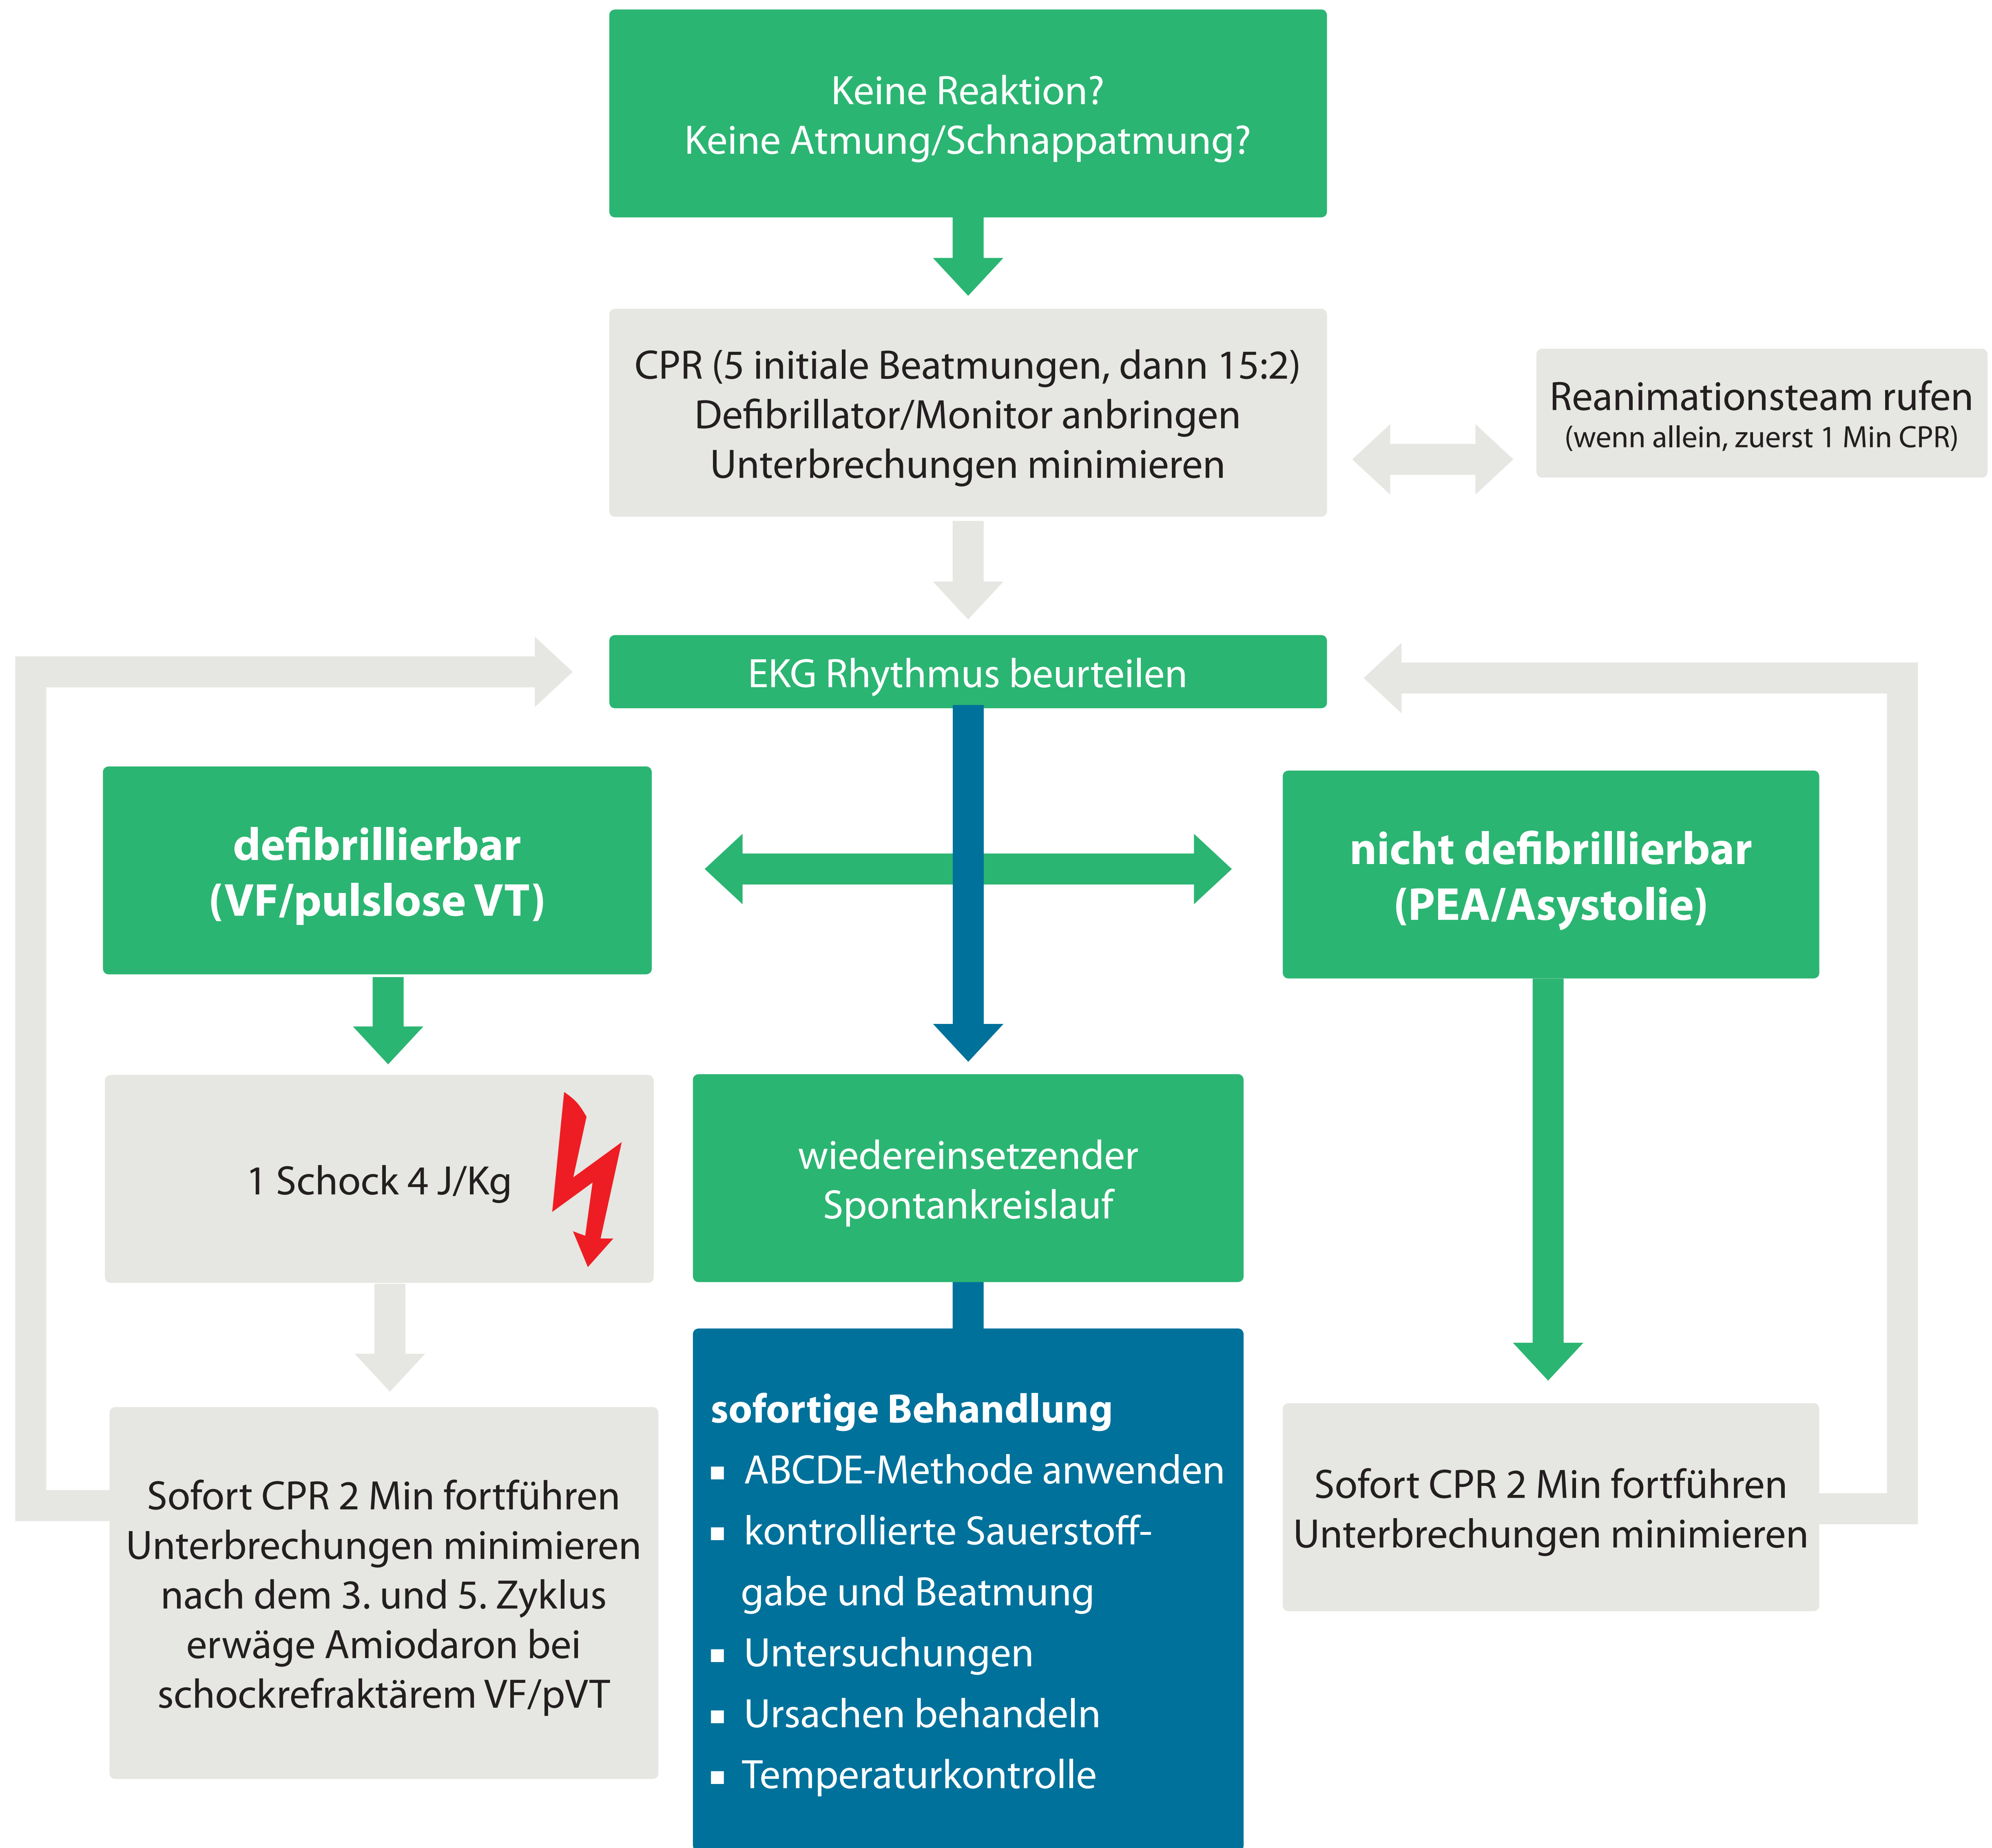 Keine Reaktion?
Keine Atmung/Schnappatmung?
CPR (5 initiale Beatmungen, dann 15:2)
Defibrillator/Monitor anbringen
Unterbrechungen minimieren
Reanimationsteam rufen
(wenn allein, zuerst 1 Min CPR)
EKG Rhythmus beurteilen
defibrillierbar
(VF/pulslose VT)
nicht defibrillierbar
(PEA/Asystolie)
1 Schock 4 J/Kg
wiedereinsetzender
Spontankreislauf
Sofort CPR 2 Min fortführen
Unterbrechungen minimieren
nach dem 3. und 5. Zyklus
erwäge Amiodaron bei
schockrefraktärem VF/pVT
sofortige Behandlung
▪ ABCDE-Methode anwenden
▪ kontrollierte Sauerstoff-
gabe und Beatmung
▪ Untersuchungen
▪ Ursachen behandeln
▪ Temperaturkontrolle
Sofort CPR 2 Min fortführen
Unterbrechungen minimieren